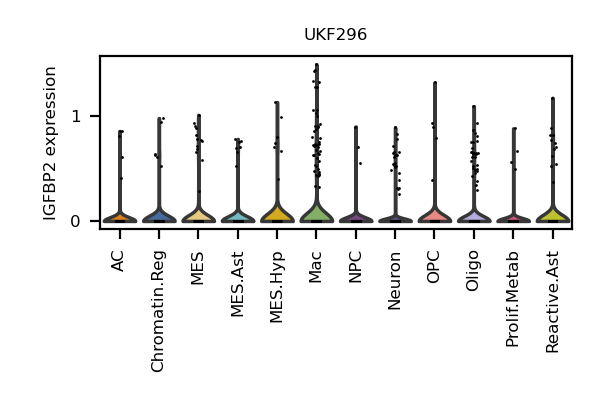 UKF296
IGFBP2 expression
1
0
AC
Chromatin.Reg
MES
MES.Ast
MES.Hyp
Mac
NPC
Neuron
OPC
Oligo
Prolif.Metab
Reactive.Ast